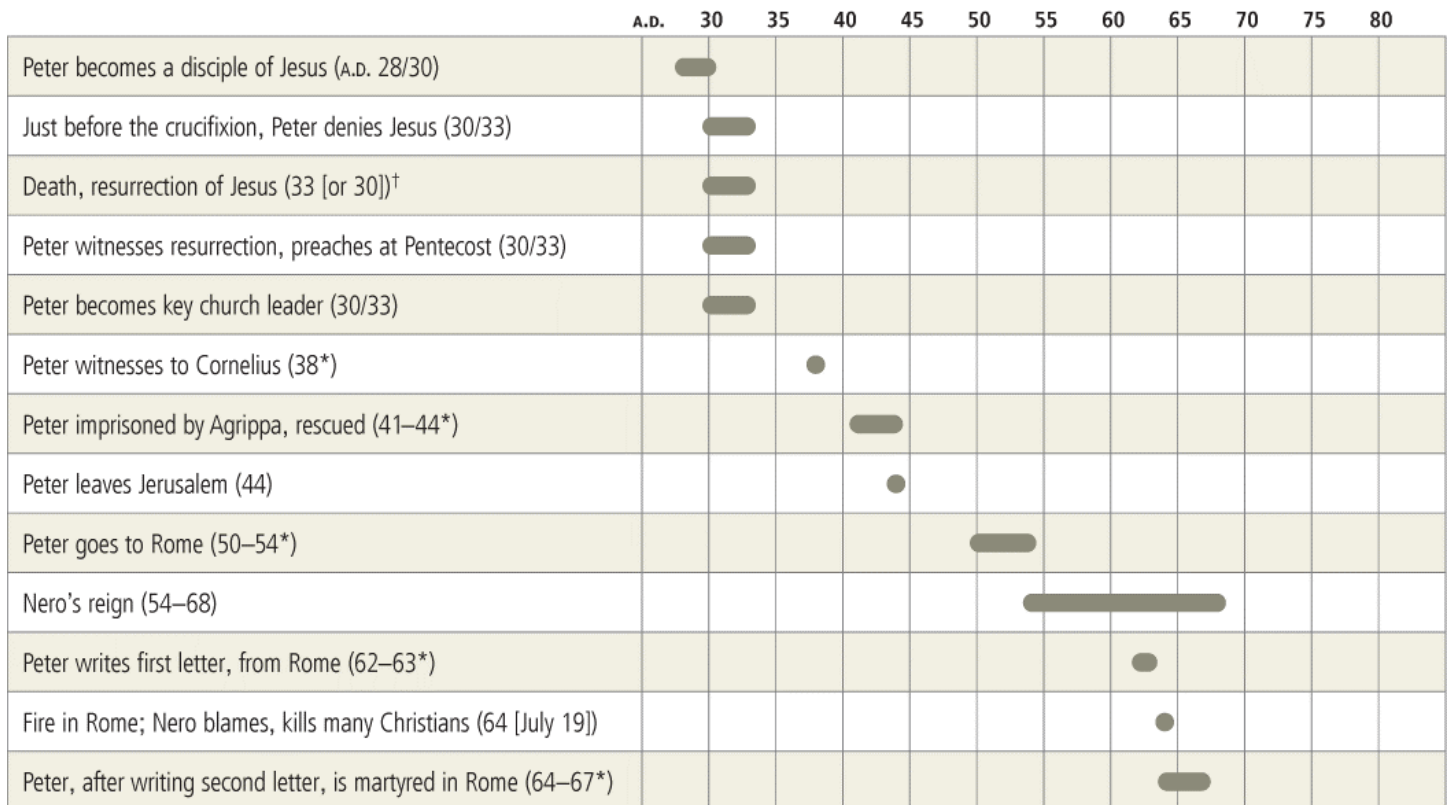 A.D. 30 35 40 45 50 55 60 65 70 75 80
Peter becomes a disciple of Jesus (A.D. 28/30)
Just before the crucifixion, Peter denies Jesus (30/33)
Death, resurrection of Jesus (33 [or 30])†
Peter witnesses resurrection, preaches at Pentecost (30/33)
Peter becomes key church leader (30/33)
Peter witnesses to Cornelius (38*)
Peter imprisoned by Agrippa, rescued (41–44*)
Peter leaves Jerusalem (44)
Peter goes to Rome (50–54*)
Nero’s reign (54–68)
Peter writes first letter, from Rome (62–63*)
Fire in Rome; Nero blames, kills many Christians (64 [July 19])
Peter, after writing second letter, is martyred in Rome (64–67*)